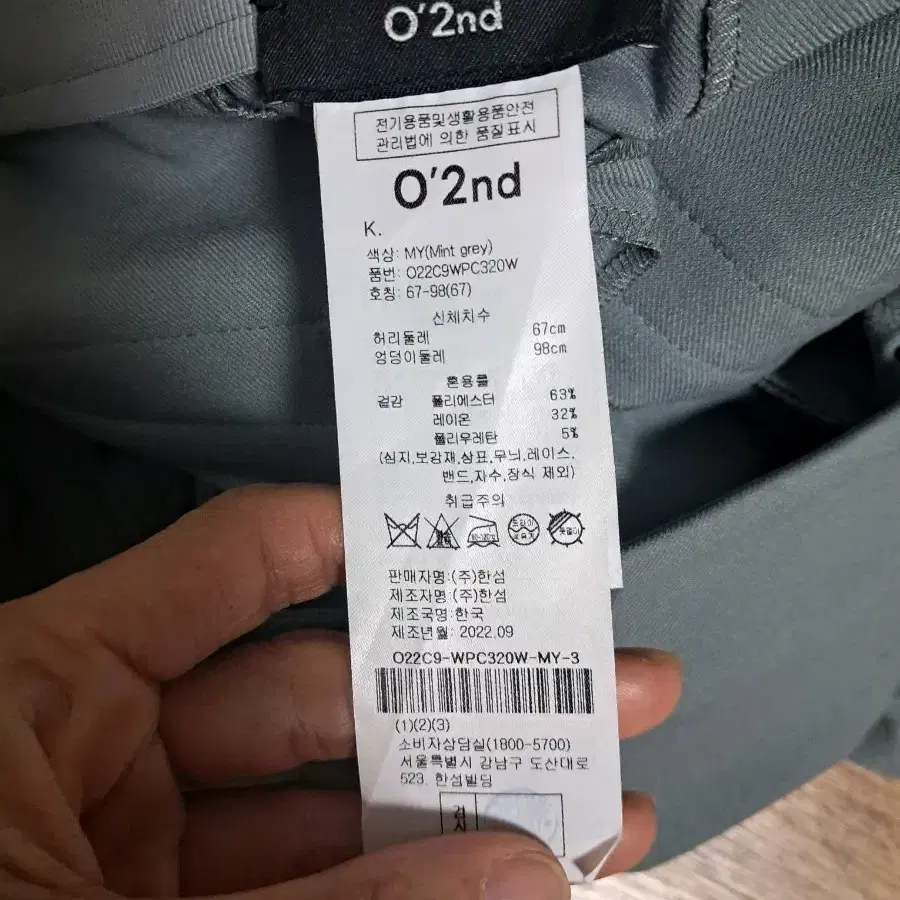 O'2nd
전기용품및생활용품안전
관리법에 의한 품질표시
O'2nd
K.
색상: MY(Mint grey)
품번: O22C9WPC320W
호칭: 67-98(67)
신체치수
허리둘레 67cm
엉덩이둘레 98cm
혼용률
겉감 폴리에스터 63%
레이온 32%
폴리우레탄 5%
(심지,보강재,상표,무늬,레이스,
밴드,자수,장식 제외)
취급주의
드라이
판매자명:(주)한섬
제조자명:(주)한섬
제조국명:한국
제조년월: 2022.09
O22C9-WPC320W-MY-3
(1)(2)(3)
소비자상담실(1800-5700)
서울특별시 강남구 도산대로
523. 한섬빌딩
검